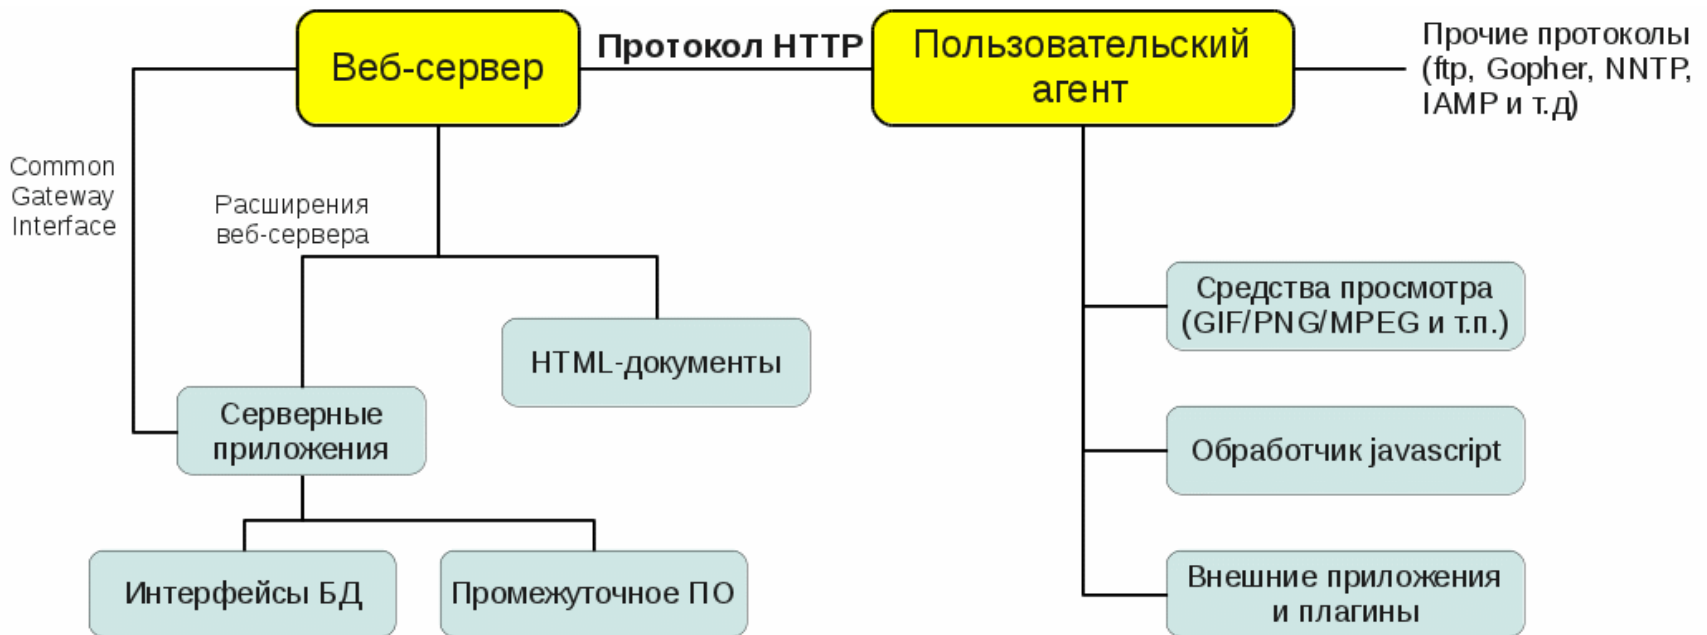 Веб-сервер
Протокол HTTP
Пользовательский
агент
Прочие протоколы
(ftp, Gopher, NNTP,
IAMP и т.д)
Common
Gateway
Interface
Расширения
веб-сервера
HTML-документы
Серверные
приложения
Интерфейсы БД
Промежуточное ПО
Средства просмотра
(GIF/PNG/MPEG и т.п.)
Обработчик javascript
Внешние приложения
и плагины